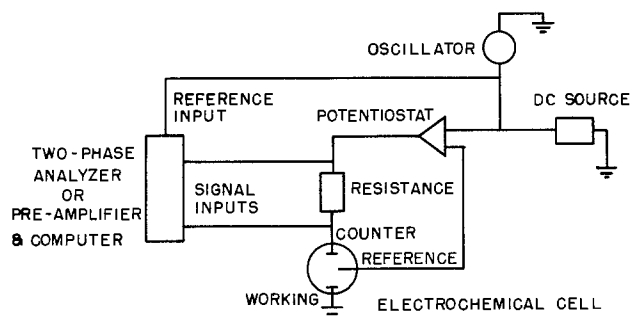 OSCILLATOR
REFERENCE
INPUT
POTENTIOSTAT
DC SOURCE
TWO-PHASE
ANALYZER
OR
PRE-AMPLIFIER
& COMPUTER
SIGNAL
INPUTS
RESISTANCE
COUNTER
REFERENCE
WORKING
ELECTROCHEMICAL CELL